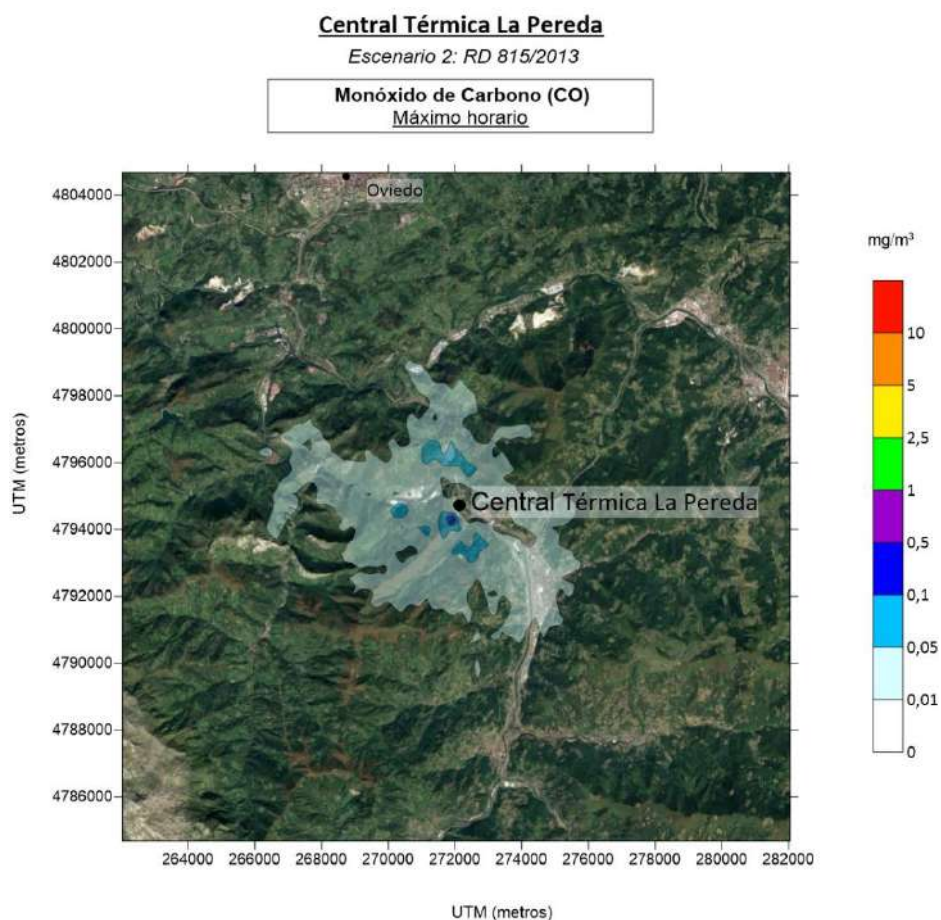 Central Térmica La Pereda
Escenario 2: RD 815/2013
Monóxido de Carbono (CO)
Máximo horario
4804000
4802000
4800000
4798000
4796000
4794000
4792000
4790000
4788000
4786000
UTM (metros)
Oviedo
Central Térmica La Pereda
264000 266000 268000 270000 272000 274000 276000 278000 280000 282000
UTM (metros)
mg/m³
10
5
2,5
1
0,5
0,1
0,05
0,01
0